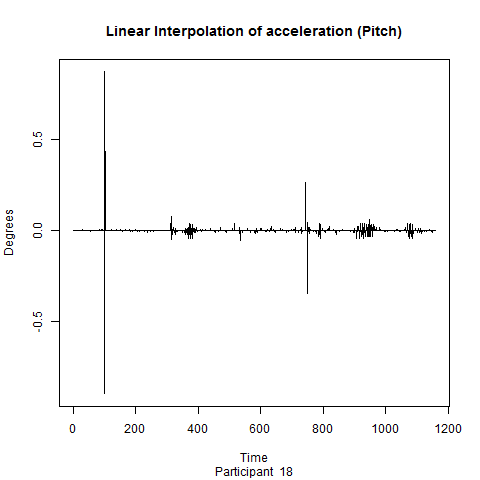 Linear Interpolation of acceleration (Pitch)
0.5
0.0
-0.5
Degrees
0 200 400 600 800 1000 1200
Time
Participant 18